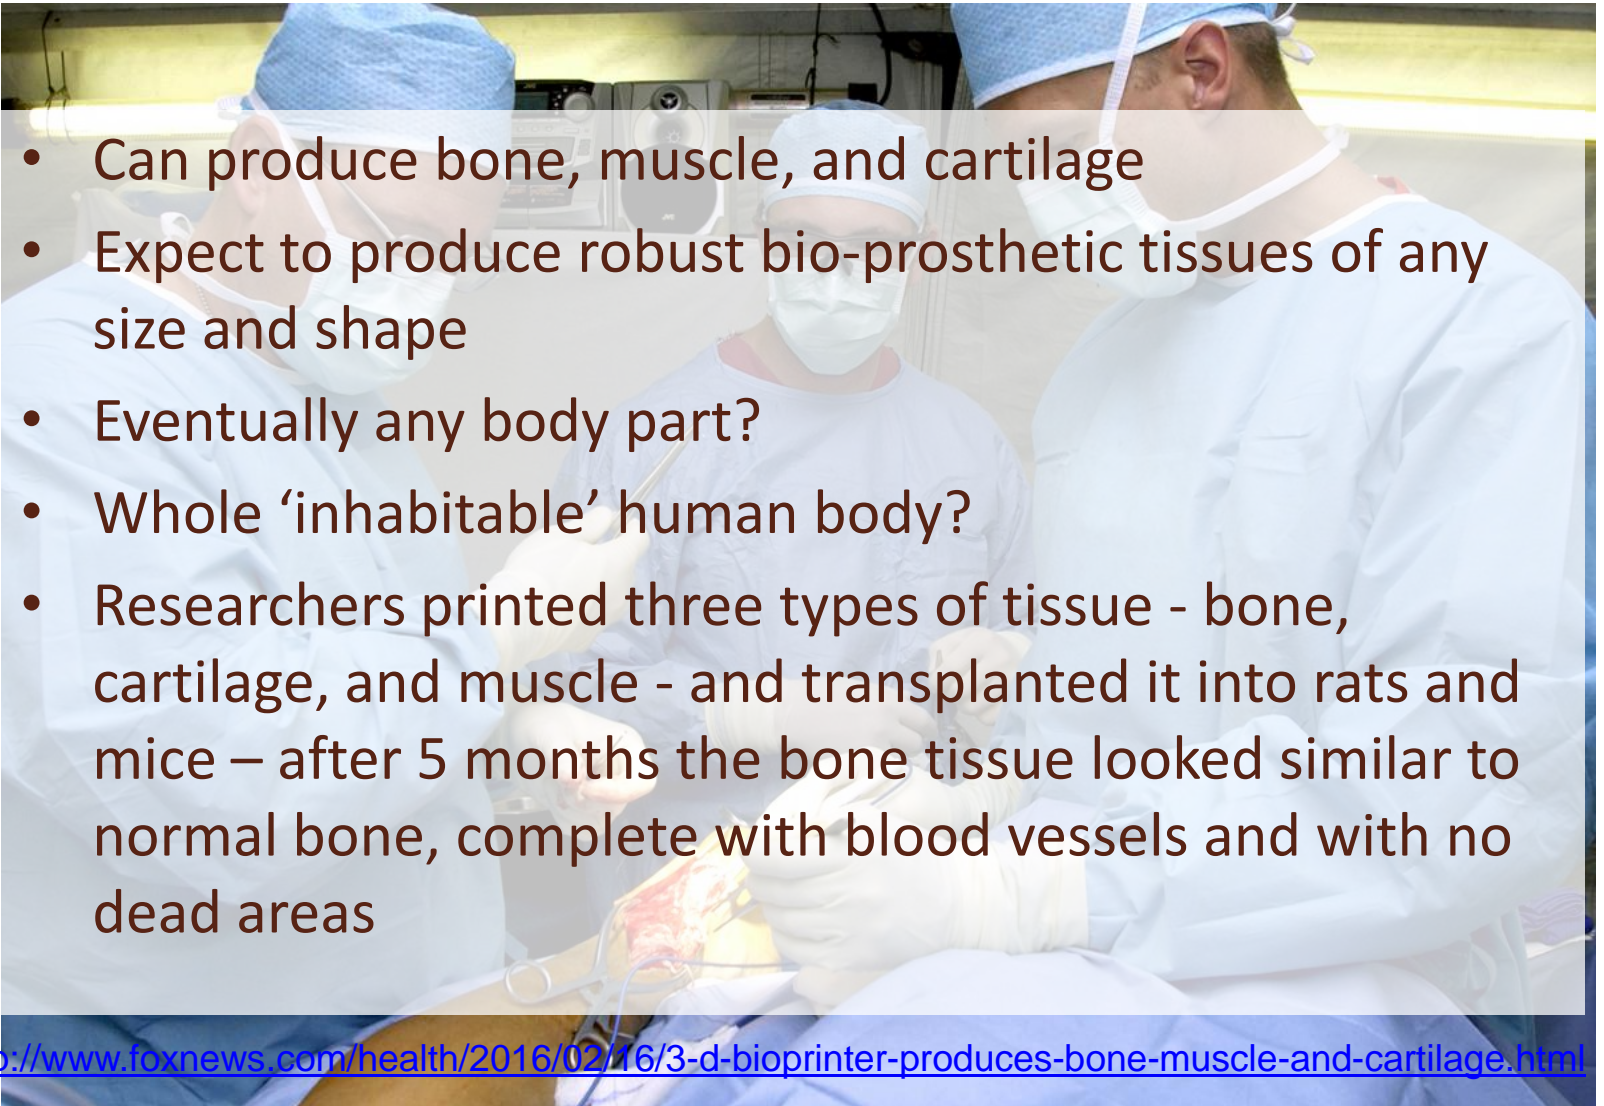 • Can produce bone, muscle, and cartilage
• Expect to produce robust bio-prosthetic tissues of any
size and shape
• Eventually any body part?
• Whole ‘inhabitable’ human body?
• Researchers printed three types of tissue - bone,
cartilage, and muscle - and transplanted it into rats and
mice – after 5 months the bone tissue looked similar to
normal bone, complete with blood vessels and with no
dead areas
://www.foxnews.com/health/2016/02/16/3-d-bioprinter-produces-bone-muscle-and-cartilage.html